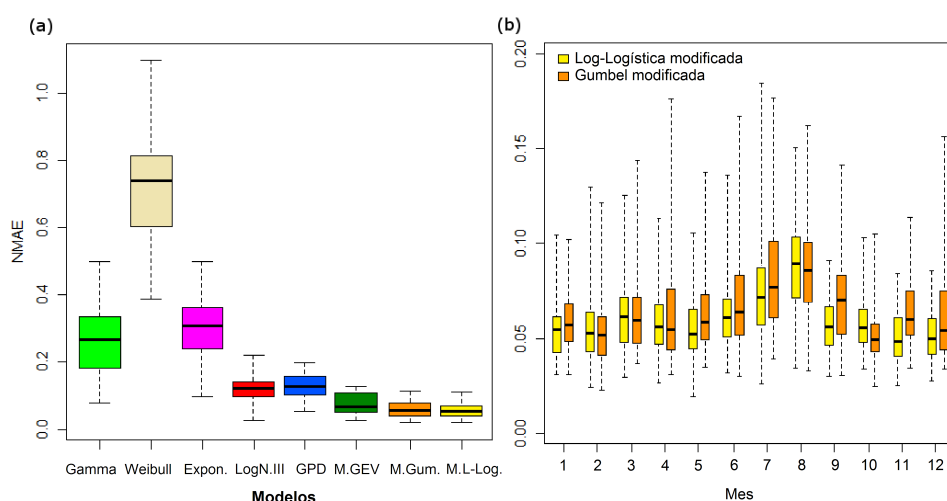 (a)
NMAE
1.0
0.8
0.6
0.4
0.2
0.0
Gamma Weibull Expon. LogN.III GPD M.GEV M.Gum. M.L-Log.
Modelos
(b)
Log-Logística modificada
Gumbel modificada
0.20
0.15
0.10
0.05
0.00
1 2 3 4 5 6 7 8 9 10 11 12
Mes